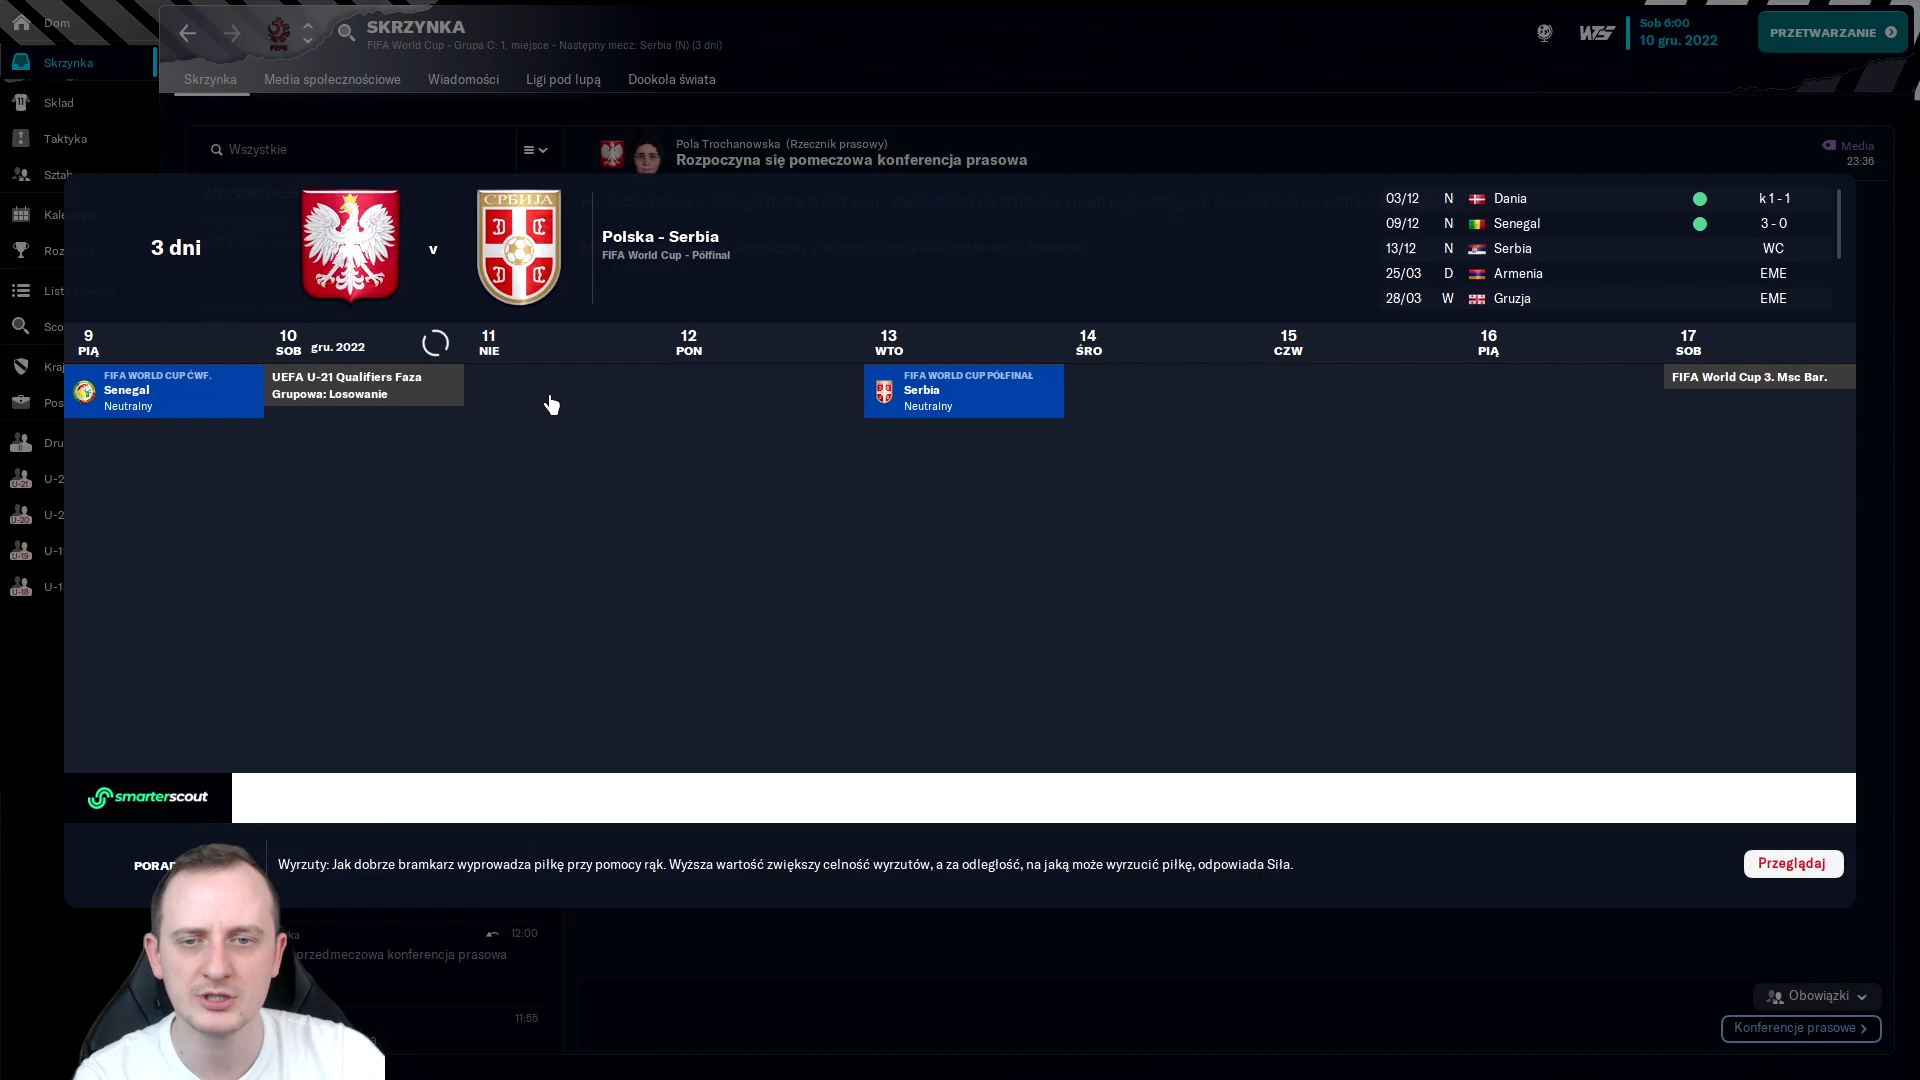 Dom
SKRZYNKA
FIFA World Cup - Grupa C: 1. miejsce - Następny mecz: Serbia (N) (3 dni)
Sob 6:00
10 gru. 2022
PRZETWARZANIE
Skrzynka
Skrzynka
Media społecznościowe
Wiadomości
Ligi pod lupą
Dookoła świata
Skład
Taktyka
Wszystkie
Pola Trochanowska (Rzecznik prasowy)
Rozpoczyna się pomeczowa konferencja prasowa
Media
23:36
3 dni
СРБИЈА
v
Polska - Serbia
FIFA World Cup - Półfinał
03/12 N Dania k 1 - 1
09/12 N Senegal 3 - 0
13/12 N Serbia WC
25/03 D Armenia EME
28/03 W Gruzja EME
9 PIĄ
10 SOB gru. 2022
11 NIE
12 PON
13 WTO
14 ŚRO
15 CZW
16 PIĄ
17 SOB
FIFA WORLD CUP ĆWF.
Senegal
Neutralny
UEFA U-21 Qualifiers Faza
Grupowa: Losowanie
FIFA WORLD CUP PÓŁFINAŁ
Serbia
Neutralny
FIFA World Cup 3. Msc Bar.
smarterscout
Wyrzuty: Jak dobrze bramkarz wyprowadza piłkę przy pomocy rąk. Wyższa wartość zwiększy celność wyrzutów, a za odległość, na jaką może wyrzucić piłkę, odpowiada Siła.
Przeglądaj
12:00
przedmeczowa konferencja prasowa
11:55
Obowiązki
Konferencje prasowe